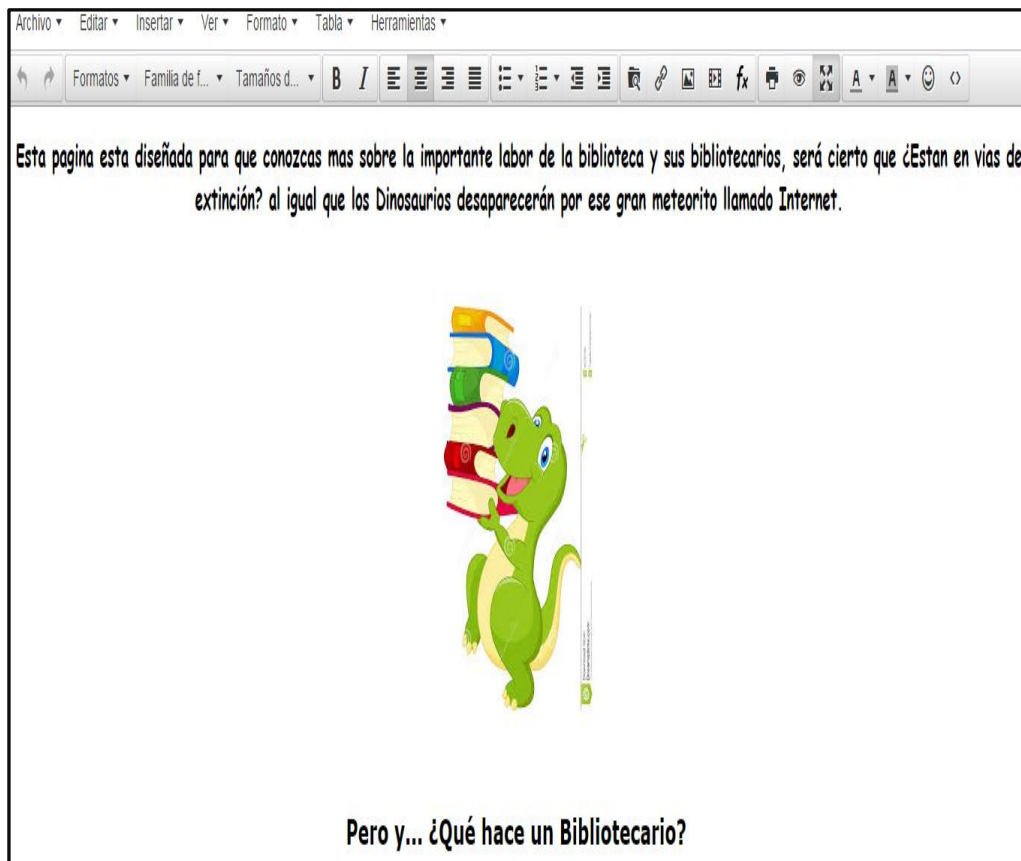 Archivo Editar Insertar Ver Formato Tabla Herramientas
Formatos Familia de f... Tamaños d... B I fx A A
Esta pagina esta diseñada para que conozcas mas sobre la importante labor de la biblioteca y sus bibliotecarios, será cierto que ¿Estan en vias de
extinción? al igual que los Dinosaurios desaparecerán por ese gran meteorito llamado Internet.
Pero y... ¿Qué hace un Bibliotecario?